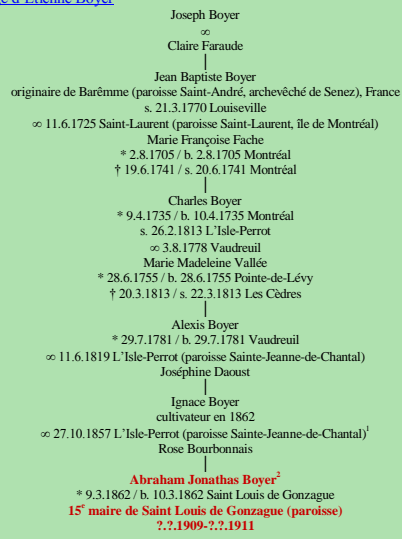 ge d'Étienne Boyer
Joseph Boyer
∞
Claire Faraude
|
Jean Baptiste Boyer
originaire de Barêmme (paroisse Saint-André, archevêché de Senez), France
s. 21.3.1770 Louiseville
∞ 11.6.1725 Saint-Laurent (paroisse Saint-Laurent, île de Montréal)
Marie Françoise Fache
* 2.8.1705 / b. 2.8.1705 Montréal
† 19.6.1741 / s. 20.6.1741 Montréal
|
Charles Boyer
* 9.4.1735 / b. 10.4.1735 Montréal
s. 26.2.1813 L'Isle-Perrot
∞ 3.8.1778 Vaudreuil
Marie Madeleine Vallée
* 28.6.1755 / b. 28.6.1755 Pointe-de-Lévy
† 20.3.1813 / s. 22.3.1813 Les Cèdres
|
Alexis Boyer
* 29.7.1781 / b. 29.7.1781 Vaudreuil
∞ 11.6.1819 L'Isle-Perrot (paroisse Sainte-Jeanne-de-Chantal)
Joséphine Daoust
|
Ignace Boyer
cultivateur en 1862
∞ 27.10.1857 L'Isle-Perrot (paroisse Sainte-Jeanne-de-Chantal)¹
Rose Bourbonnais
|
Abraham Jonathas Boyer²
* 9.3.1862 / b. 10.3.1862 Saint Louis de Gonzague
15ᵉ maire de Saint Louis de Gonzague (paroisse)
?.?.1909-?.?.1911